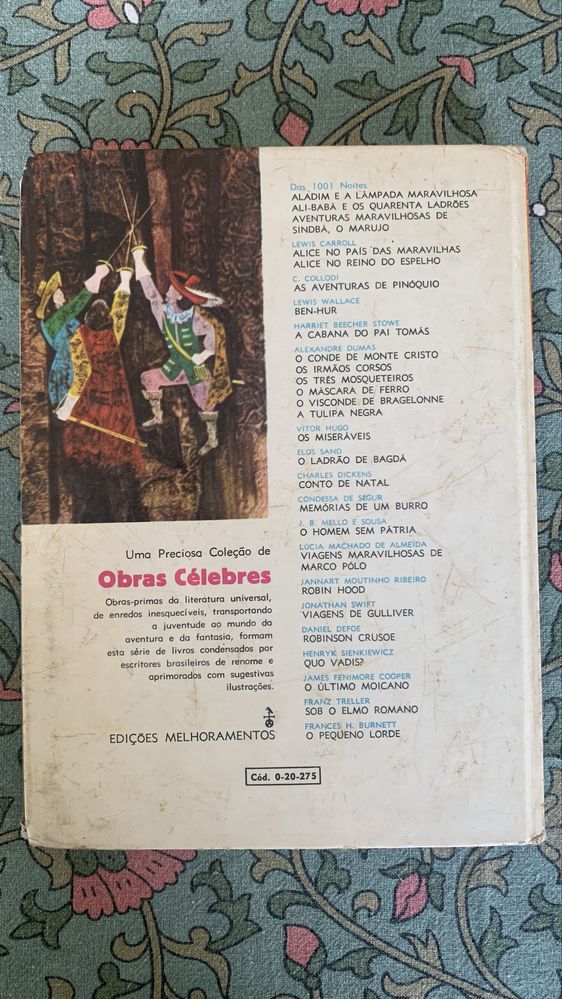 Uma Preciosa Coleção de
Obras Célebres
Obras-primas da literatura universal,
de enredos inesquecíveis, transportando
a juventude ao mundo da
aventura e da fantasia, formam
esta série de livros condensados por
escritores brasileiros de renome e
aprimorados com sugestivas
ilustrações.
EDIÇÕES MELHORAMENTOS
Das 1001 Noites
ALADIM E A LÂMPADA MARAVILHOSA
ALI-BABÁ E OS QUARENTA LADRÕES
AVENTURAS MARAVILHOSAS DE
SINDBÁ, O MARUJO
LEWIS CARROLL
ALICE NO PAÍS DAS MARAVILHAS
ALICE NO REINO DO ESPELHO
C. COLLODI
AS AVENTURAS DE PINÓQUIO
LEWIS WALLACE
BEN-HUR
HARRIET BEECHER STOWE
A CABANA DO PAI TOMÁS
ALEXANDRE DUMAS
O CONDE DE MONTE CRISTO
OS IRMÃOS CORSOS
OS TRÊS MOSQUETEIROS
O MÁSCARA DE FERRO
O VISCONDE DE BRAGELONNE
A TULIPA NEGRA
VITOR HUGO
OS MISERÁVEIS
ELOS SAND
O LADRÃO DE BAGDÁ
CHARLES DICKENS
CONTO DE NATAL
CONDESSA DE SÉGUR
MEMÓRIAS DE UM BURRO
J. B. MELLO E SOUSA
O HOMEM SEM PÁTRIA
LÚCIA MACHADO DE ALMEIDA
VIAGENS MARAVILHOSAS DE
MARCO PÓLO
JANNART MOUTINHO RIBEIRO
ROBIN HOOD
JONATHAN SWIFT
VIAGENS DE GULLIVER
DANIEL DEFOE
ROBINSON CRUSOE
HENRYK SIENKIEWICZ
QUO VADIS?
JAMES FENIMORE COOPER
O ÚLTIMO MOICANO
FRANZ TRELLER
SOB O ELMO ROMANO
FRANCES H. BURNETT
O PEQUENO LORDE
Cód. 0-20-275